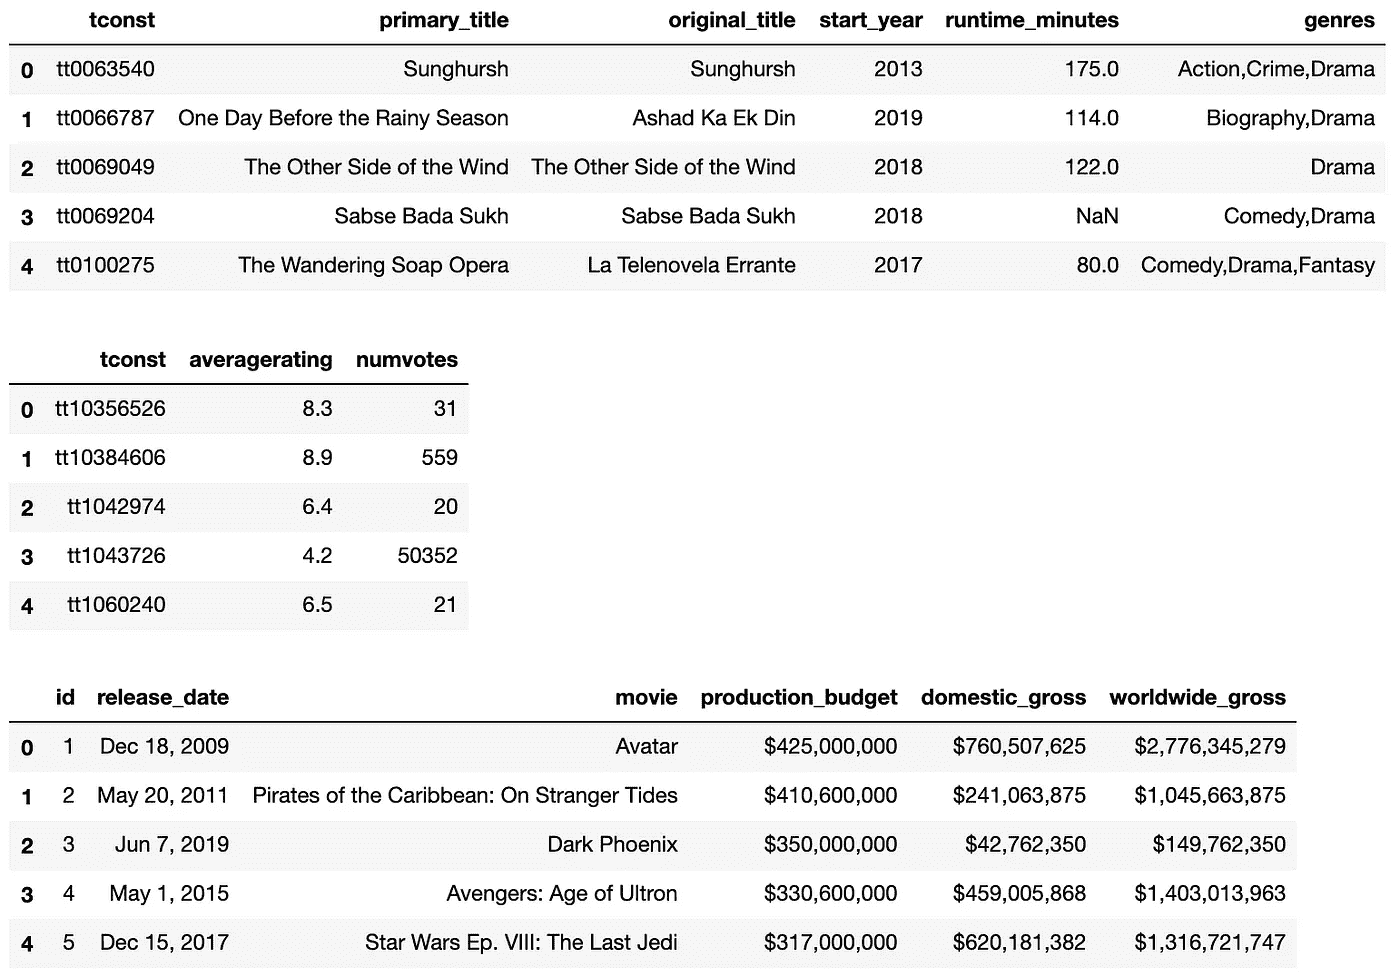 tconst primary_title original_title start_year runtime_minutes genres
0 tt0063540 Sunghursh Sunghursh 2013 175.0 Action,Crime,Drama
1 tt0066787 One Day Before the Rainy Season Ashad Ka Ek Din 2019 114.0 Biography,Drama
2 tt0069049 The Other Side of the Wind The Other Side of the Wind 2018 122.0 Drama
3 tt0069204 Sabse Bada Sukh Sabse Bada Sukh 2018 NaN Comedy,Drama
4 tt0100275 The Wandering Soap Opera La Telenovela Errante 2017 80.0 Comedy,Drama,Fantasy
tconst averagerating numvotes
0 tt10356526 8.3 31
1 tt10384606 8.9 559
2 tt1042974 6.4 20
3 tt1043726 4.2 50352
4 tt1060240 6.5 21
id release_date movie production_budget domestic_gross worldwide_gross
0 1 Dec 18, 2009 Avatar $425,000,000 $760,507,625 $2,776,345,279
1 2 May 20, 2011 Pirates of the Caribbean: On Stranger Tides $410,600,000 $241,063,875 $1,045,663,875
2 3 Jun 7, 2019 Dark Phoenix $350,000,000 $42,762,350 $149,762,350
3 4 May 1, 2015 Avengers: Age of Ultron $330,600,000 $459,005,868 $1,403,013,963
4 5 Dec 15, 2017 Star Wars Ep. VIII: The Last Jedi $317,000,000 $620,181,382 $1,316,721,747